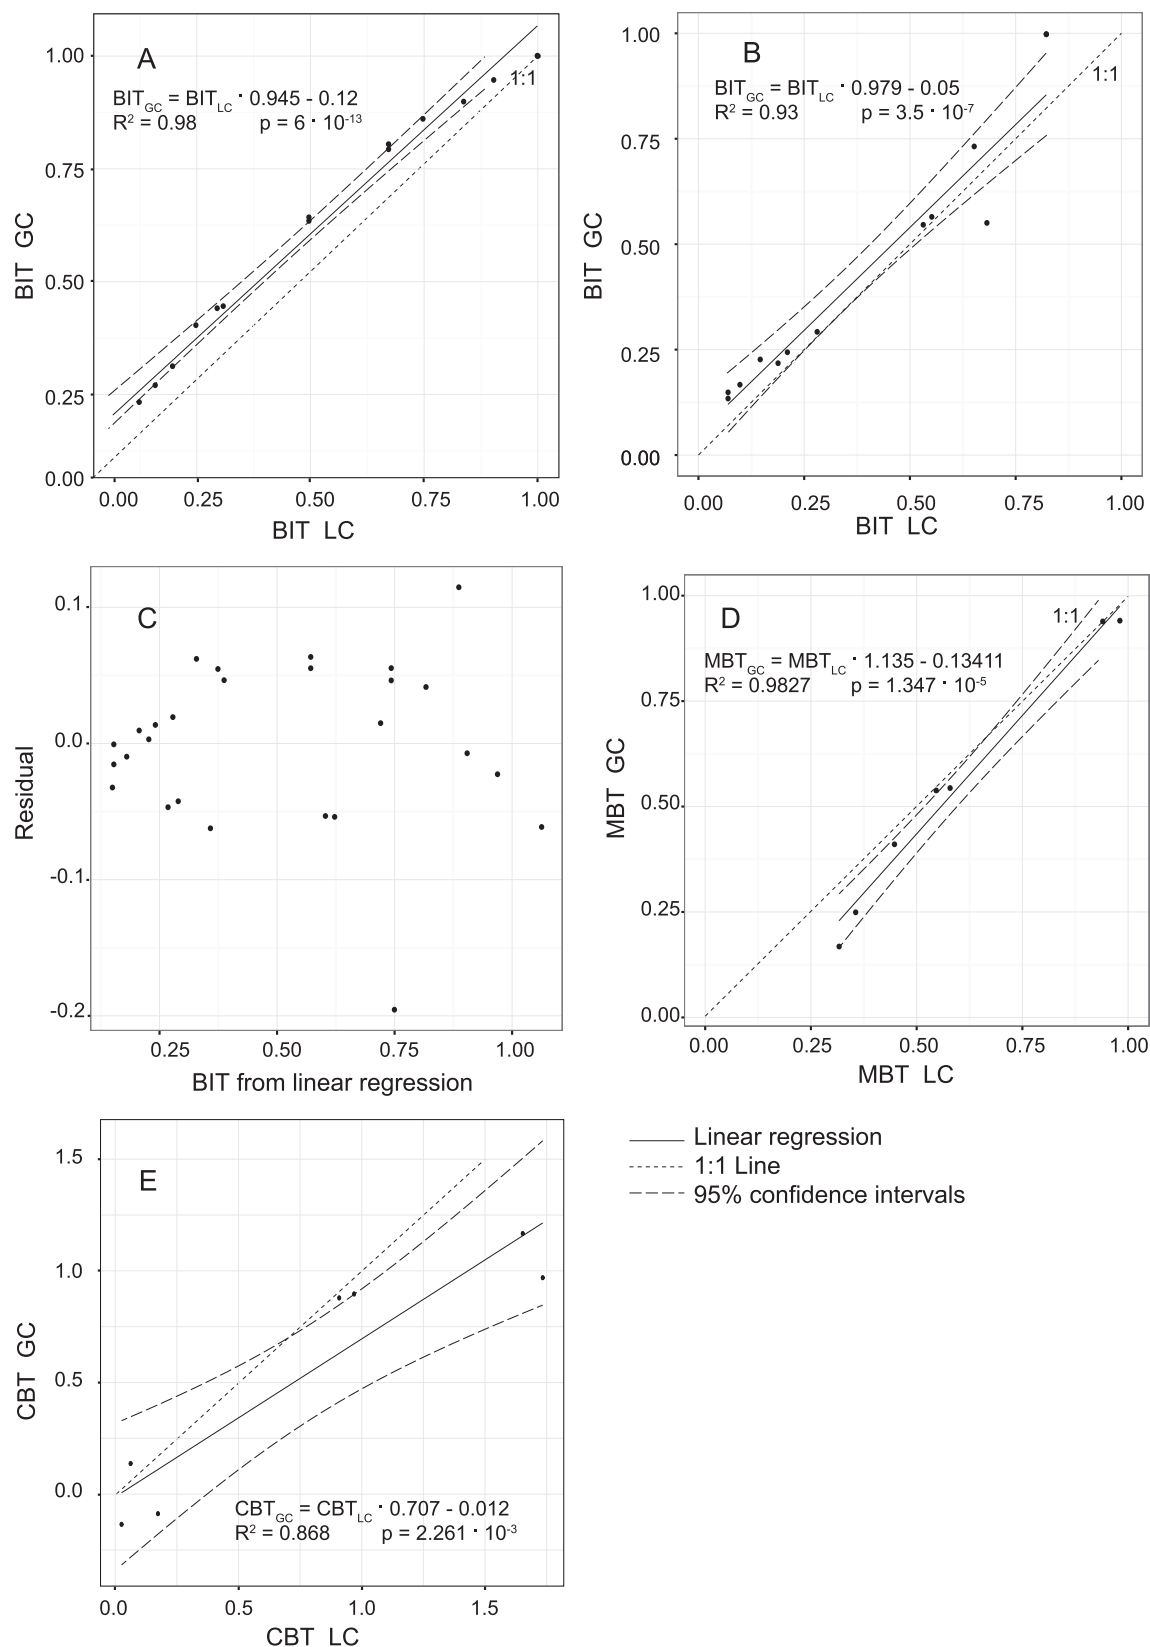 A
BIT_GC = BIT_LC · 0.945 - 0.12
R² = 0.98 p = 6 · 10⁻¹³
1:1
1.00
0.75
0.50
0.25
0.00
BIT GC
0.00 0.25 0.50 0.75 1.00
BIT LC
B
BIT_GC = BIT_LC · 0.979 - 0.05
R² = 0.93 p = 3.5 · 10⁻⁷
1:1
1.00
0.75
0.50
0.25
0.00
BIT GC
0.00 0.25 0.50 0.75 1.00
BIT LC
C
0.1
0.0
-0.1
-0.2
Residual
0.25 0.50 0.75 1.00
BIT from linear regression
D
1:1
MBT_GC = MBT_LC · 1.135 - 0.13411
R² = 0.9827 p = 1.347 · 10⁻⁵
1.00
0.75
0.50
0.25
0.00
MBT GC
0.00 0.25 0.50 0.75 1.00
MBT LC
E
1.5
1.0
0.5
0.0
CBT GC
CBT_GC = CBT_LC · 0.707 - 0.012
R² = 0.868 p = 2.261 · 10⁻³
0.0 0.5 1.0 1.5
CBT LC
Linear regression
1:1 Line
95% confidence intervals